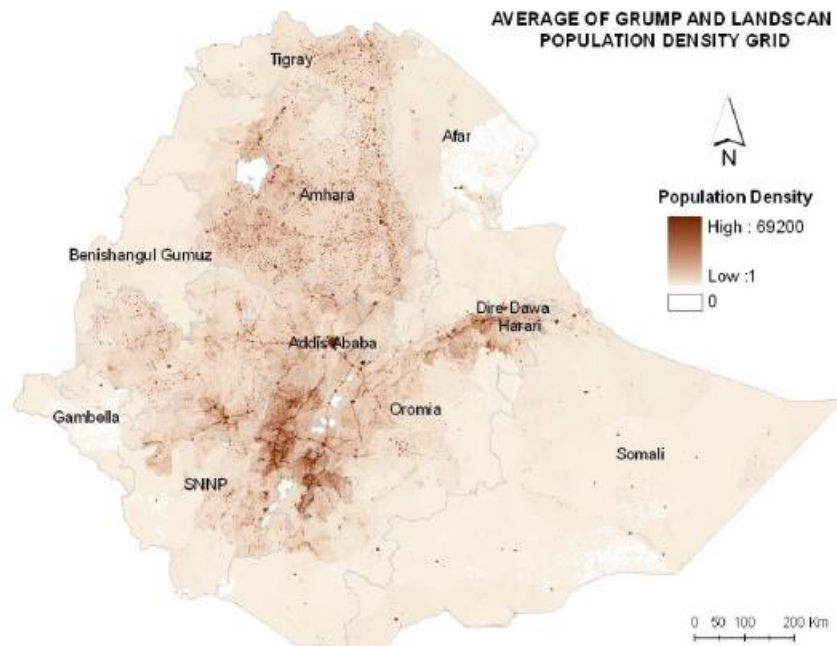 AVERAGE OF GRUMP AND LANDSCAN
POPULATION DENSITY GRID
Tigray
Afar
N
Amhara
Population Density
High : 69200
Low :1
0
Benishangul Gumuz
Dire-Dawa
Harari
Addis Ababa
Gambella
Oromia
Somali
SNNP
0 50 100 200 Km